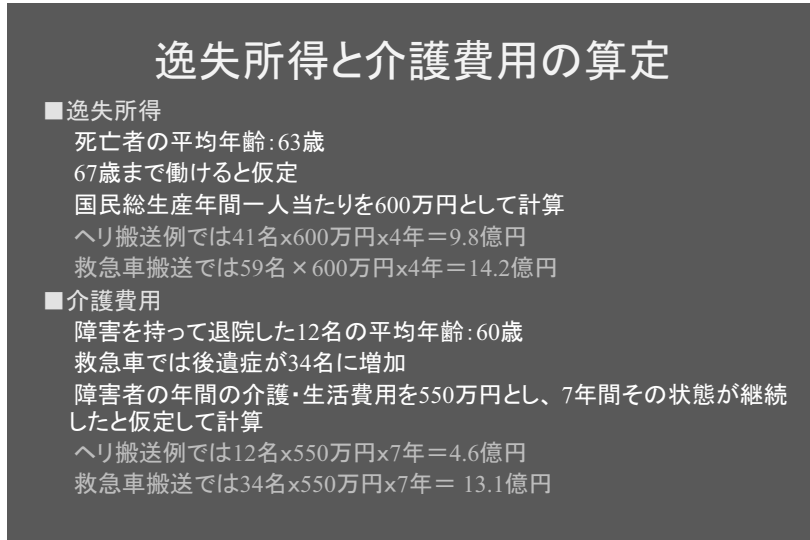 逸失所得と介護費用の算定
■逸失所得
死亡者の平均年齢:63歳
67歳まで働けると仮定
国民総生産年間一人当たりを600万円として計算
ヘリ搬送例では41名x600万円x4年＝9.8億円
救急車搬送では59名×600万円x4年＝14.2億円
■介護費用
障害を持って退院した12名の平均年齢:60歳
救急車では後遺症が34名に増加
障害者の年間の介護・生活費用を550万円とし、7年間その状態が継続
したと仮定して計算
ヘリ搬送例では12名x550万円x7年＝4.6億円
救急車搬送では34名x550万円x7年＝ 13.1億円